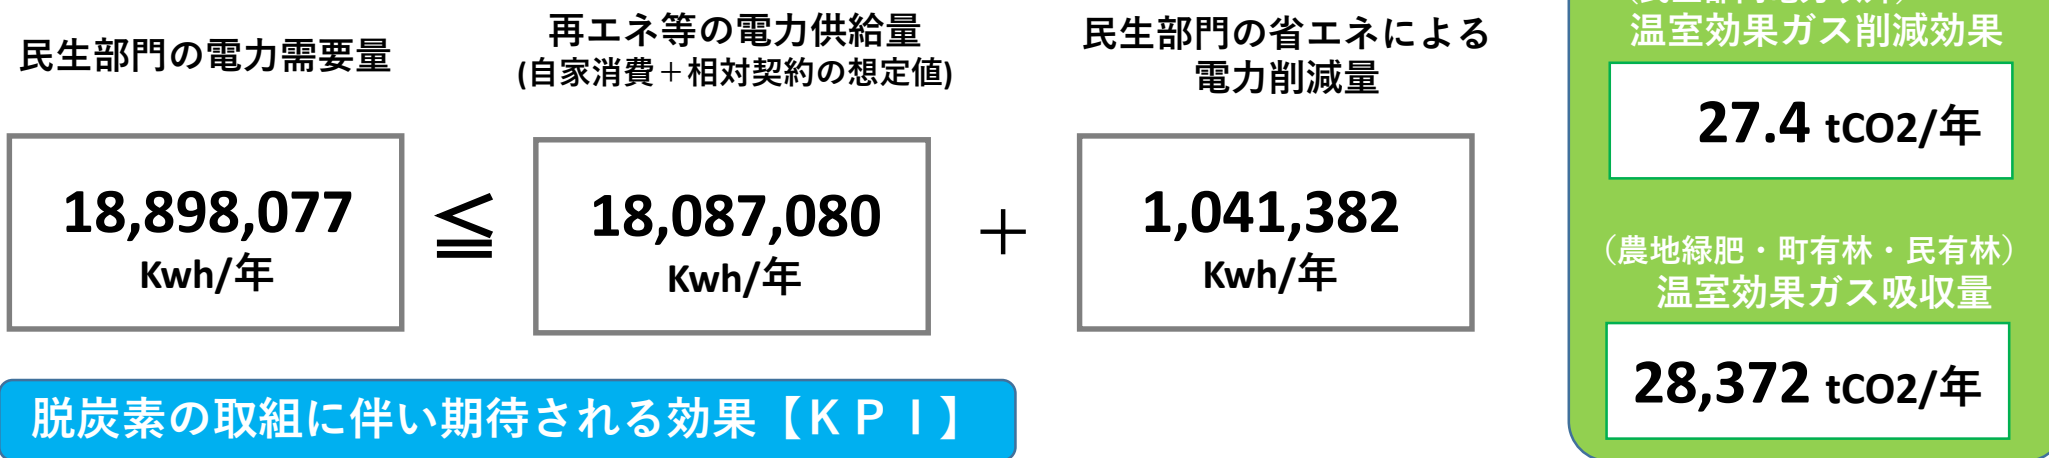 民生部門の電力需要量
18,898,077
Kwh/年
≦
再エネ等の電力供給量
(自家消費＋相対契約の想定値)
18,087,080
Kwh/年
＋
民生部門の省エネによる
電力削減量
1,041,382
Kwh/年
温室効果ガス削減効果
27.4 tCO2/年
（農地緑肥・町有林・民有林）
温室効果ガス吸収量
28,372 tCO2/年
脱炭素の取組に伴い期待される効果【ＫＰＩ】